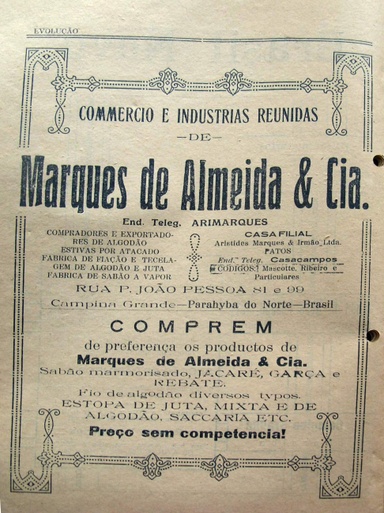 EVOLUÇÃO
COMMERCIO E INDUSTRIAS REUNIDAS
—DE—
Marques de Almeida & Cia.
End. Teleg. ARIMARQUES
COMPRADORES E EXPORTADO-
RES DE ALGODÃO
ESTIVAS POR ATACADO
FABRICA DE FIAÇÃO E TECELA-
GEM DE ALGODÃO E JUTA
FABRICA DE SABÃO A VAPOR
CASA FILIAL
Aristides Marques & Irmão, Ltda.
PATOS
End.º Teleg. Casacampos
CODIGOS: Mascotte, Ribeiro e
Particulares
RUA P. JOÃO PESSOA 81 e 99
Campina Grande—Parahyba do Norte—Brasil
COMPREM
de preferença os productos de
Marques de Almeida & Cia.
Sabão marmorisado, JACARÉ, GARÇA e
REBATE.
Fio de algodão diversos typos.
ESTOPA DE JUTA, MIXTA E DE
ALGODÃO, SACCARIA ETC.
Preço sem competencia!